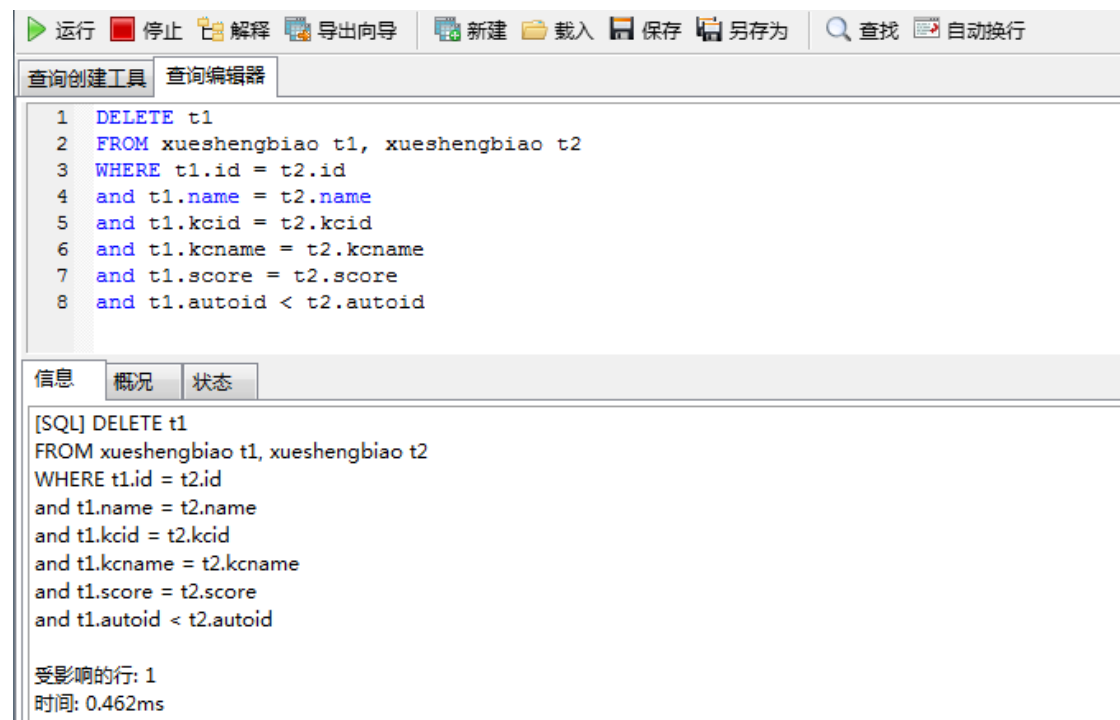 运行 停止 解释 导出向导 新建 载入 保存 另存为 查找 自动换行
查询创建工具 查询编辑器
1 DELETE t1
2 FROM xueshengbiao t1, xueshengbiao t2
3 WHERE t1.id = t2.id
4 and t1.name = t2.name
5 and t1.kcid = t2.kcid
6 and t1.kcname = t2.kcname
7 and t1.score = t2.score
8 and t1.autoid < t2.autoid
信息 概况 状态
[SQL] DELETE t1
FROM xueshengbiao t1, xueshengbiao t2
WHERE t1.id = t2.id
and t1.name = t2.name
and t1.kcid = t2.kcid
and t1.kcname = t2.kcname
and t1.score = t2.score
and t1.autoid < t2.autoid
受影响的行: 1
时间: 0.462ms